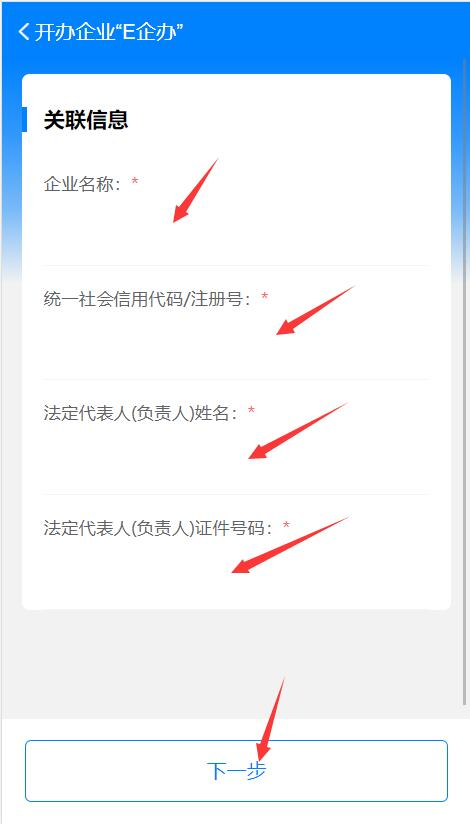 开办企业“E企办”
关联信息
企业名称：*
统一社会信用代码/注册号：*
法定代表人(负责人)姓名：*
法定代表人(负责人)证件号码：*
下一步